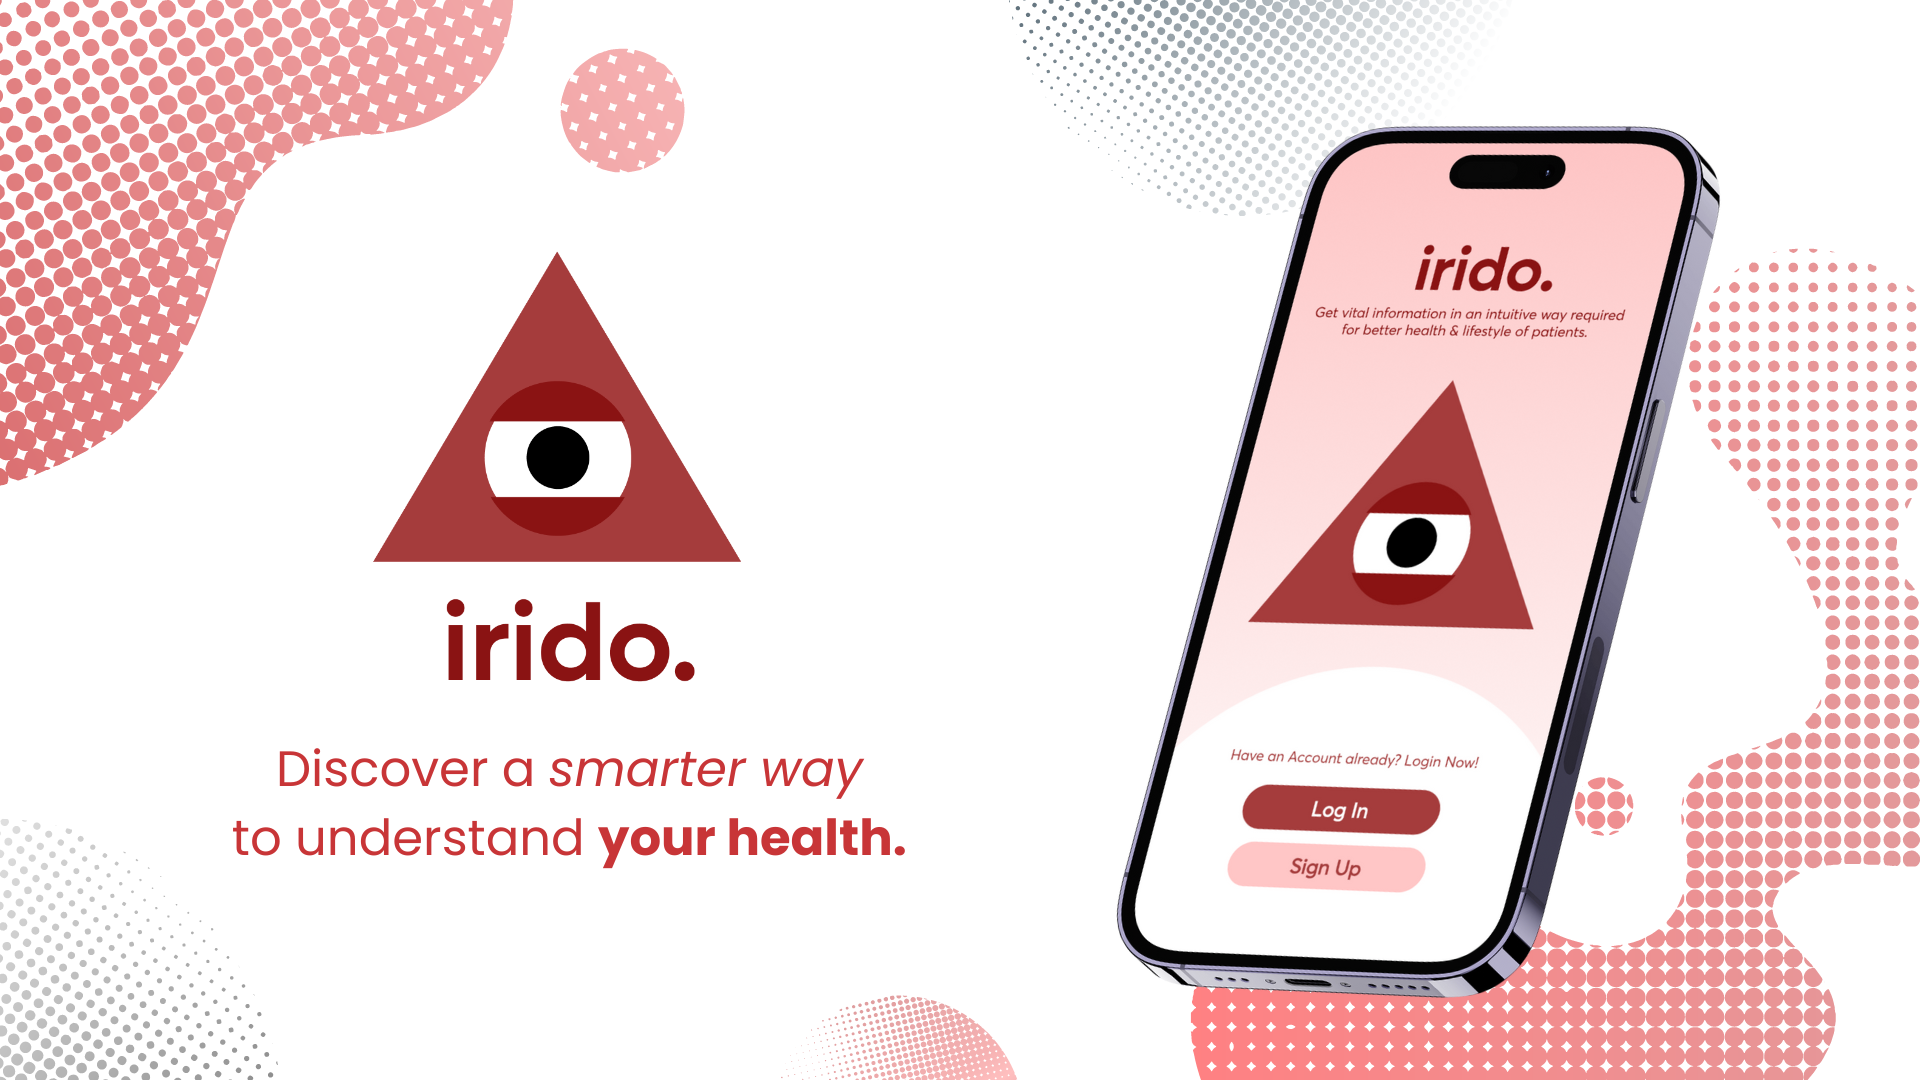 irido.
Discover a smarter way
to understand your health.
irido.
Get vital information in an intuitive way required
for better health & lifestyle of patients.
Have an Account already? Login Now!
Log In
Sign Up